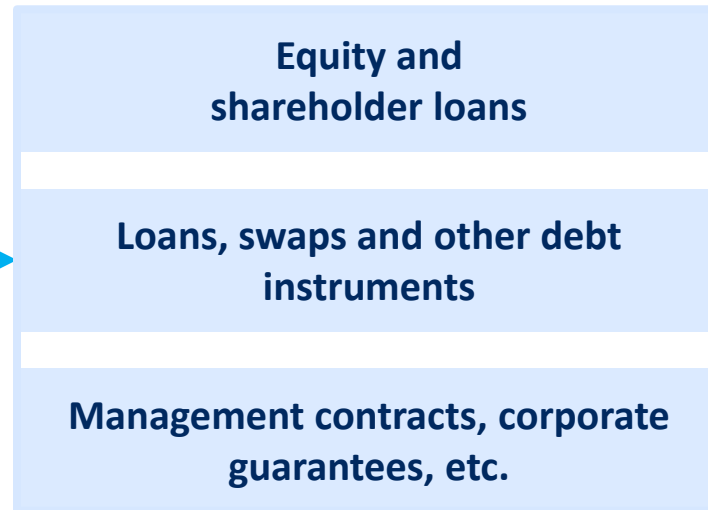 Equity and
shareholder loans
Loans, swaps and other debt
instruments
Management contracts, corporate
guarantees, etc.